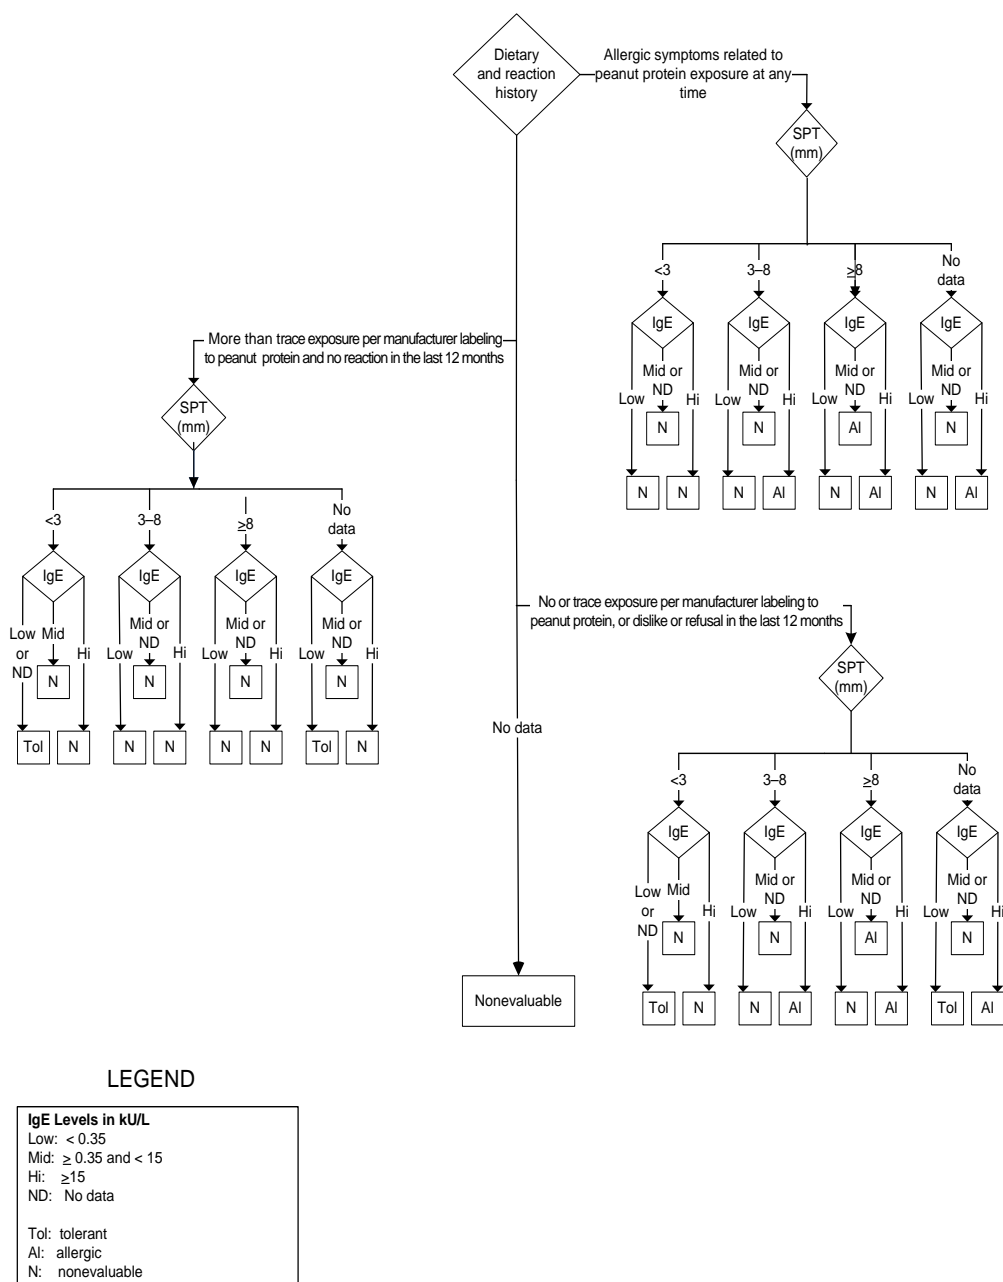 Dietary
and reaction
history
Allergic symptoms related to
peanut protein exposure at any
time
SPT
(mm)
<3
3–8
≥8
No
data
IgE
IgE
IgE
IgE
Mid or
ND
Mid or
ND
Mid or
ND
Mid or
ND
Low
Hi
Low
Hi
Low
Hi
Low
Hi
N
N
Al
N
N
N
N
Al
N
Al
N
Al
More than trace exposure per manufacturer labeling
to peanut protein and no reaction in the last 12 months
SPT
(mm)
<3
3–8
≥8
No
data
IgE
IgE
IgE
IgE
Low
or
ND
Mid
Hi
Mid or
ND
Low
Hi
Mid or
ND
Low
Hi
Mid or
ND
Low
Hi
N
N
N
N
Tol
N
N
N
N
N
Tol
N
No or trace exposure per manufacturer labeling to
peanut protein, or dislike or refusal in the last 12 months
SPT
(mm)
<3
3–8
≥8
No
data
IgE
IgE
IgE
IgE
Low
or
ND
Mid
Hi
Mid or
ND
Low
Hi
Mid or
ND
Low
Hi
Mid or
ND
Low
Hi
N
N
Al
N
Tol
N
N
Al
N
Al
Tol
Al
No data
Nonevaluable
LEGEND
IgE Levels in kU/L
Low: < 0.35
Mid: ≥ 0.35 and < 15
Hi: ≥15
ND: No data
Tol: tolerant
Al: allergic
N: nonevaluable